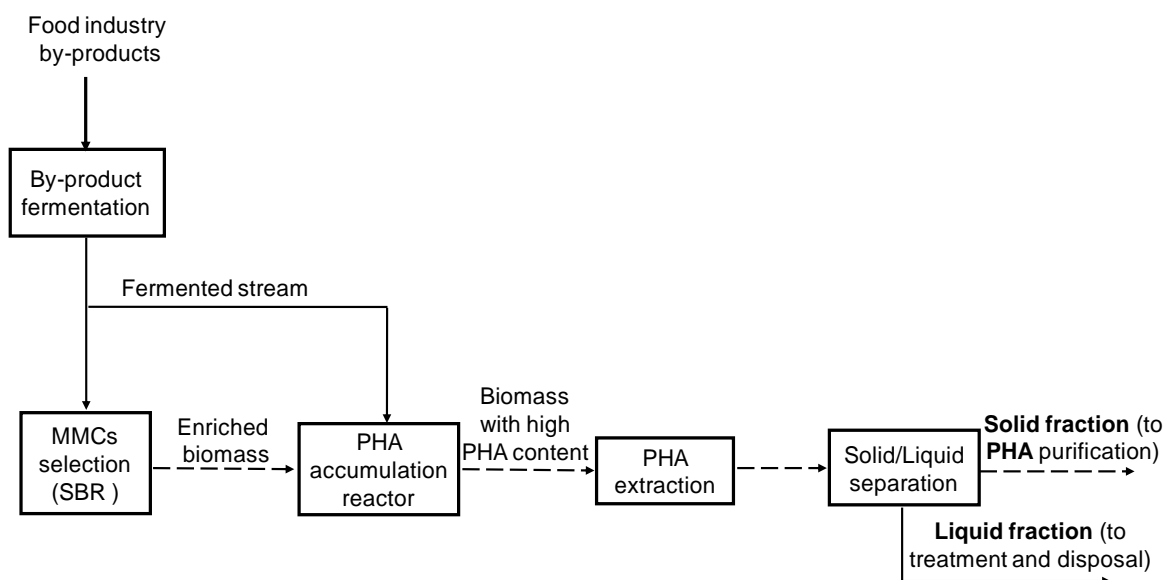 Food industry
by-products
By-product
fermentation
Fermented stream
MMCs
selection
(SBR )
Enriched
biomass
PHA
accumulation
reactor
Biomass
with high
PHA content
PHA
extraction
Solid/Liquid
separation
Solid fraction (to
PHA purification)
Liquid fraction (to
treatment and disposal)